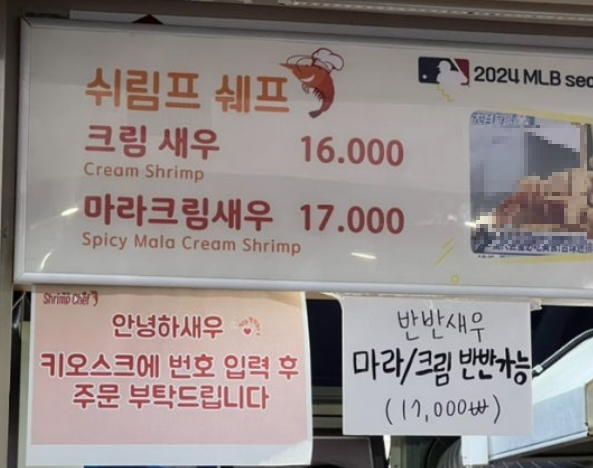 쉬림프 쉐프
크림 새우 16.000
Cream Shrimp
마라크림새우 17.000
Spicy Mala Cream Shrimp
2024 MLB
Shrimp Chef
안녕하새우
키오스크에 번호 입력 후
주문 부탁드립니다
반반새우
마라/크림 반반가능
(17,000₩)